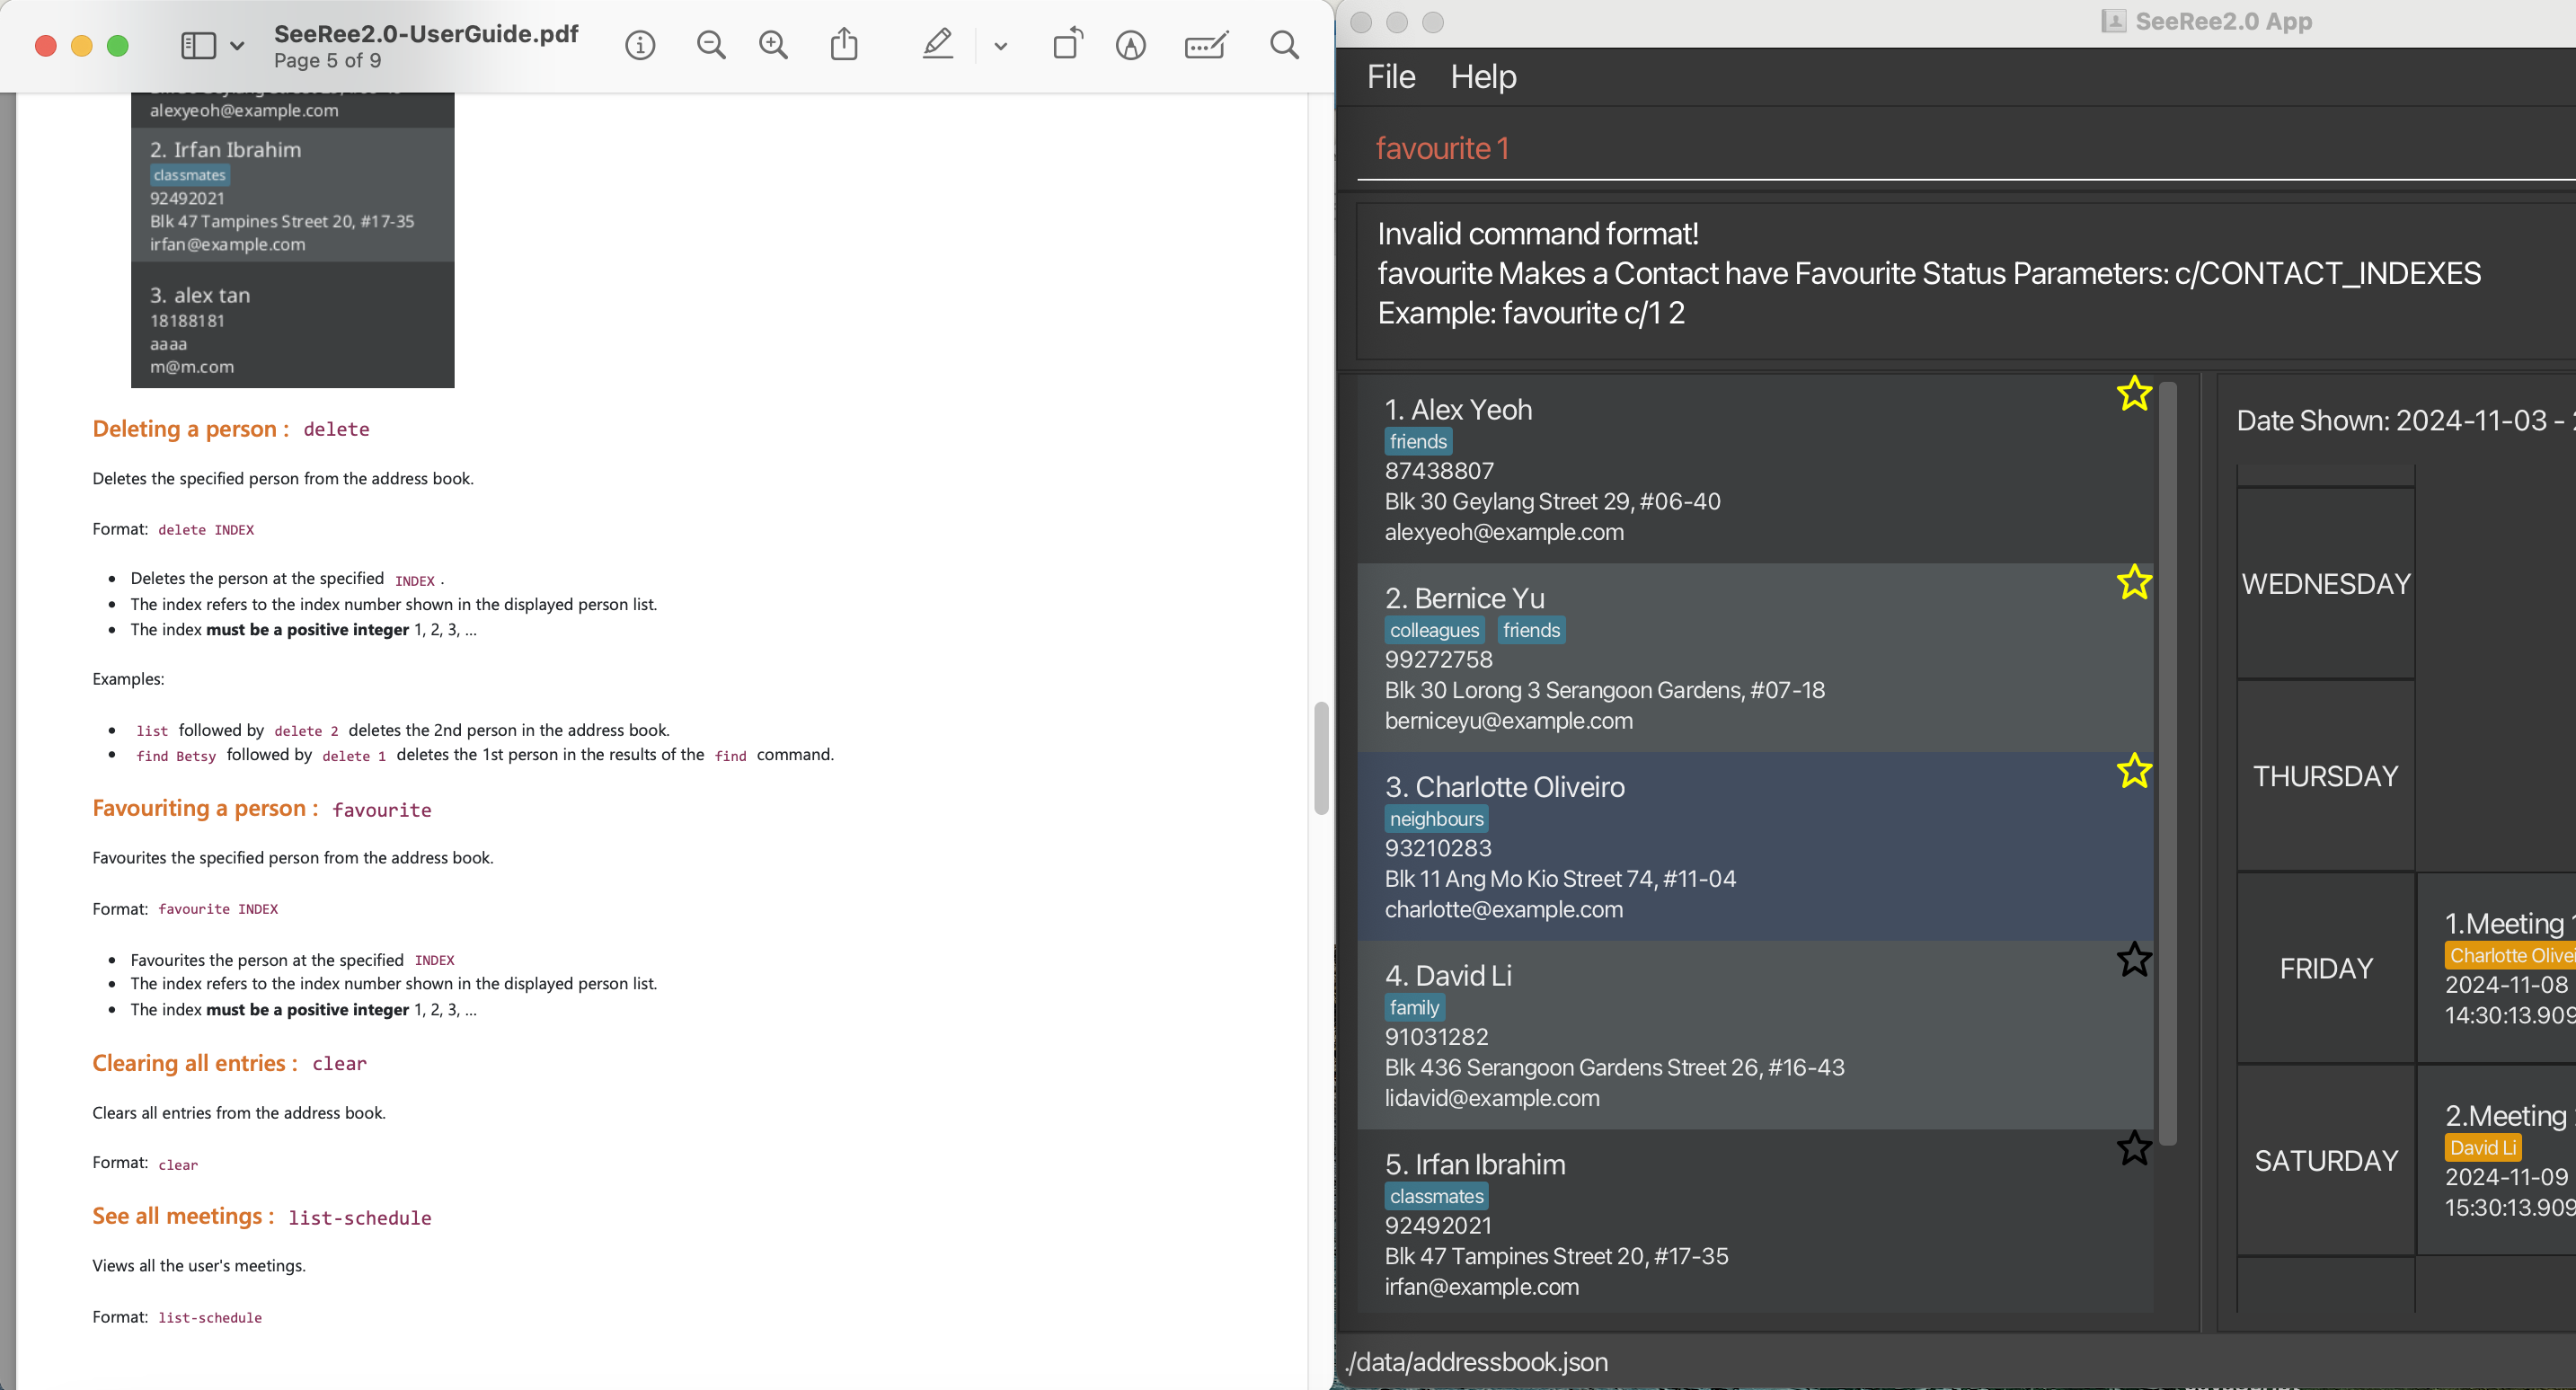 SeeRee2.0-UserGuide.pdf
Page 5 of 9
alexyeoh@example.com
2. Irfan Ibrahim
classmates
92492021
Blk 47 Tampines Street 20, #17-35
irfan@example.com
3. alex tan
18188181
aaaa
m@m.com
Deleting a person : delete
Deletes the specified person from the address book.
Format: delete INDEX
• Deletes the person at the specified INDEX .
• The index refers to the index number shown in the displayed person list.
• The index must be a positive integer 1, 2, 3, …
Examples:
• list followed by delete 2 deletes the 2nd person in the address book.
• find Betsy followed by delete 1 deletes the 1st person in the results of the find command.
Favouriting a person : favourite
Favourites the specified person from the address book.
Format: favourite INDEX
• Favourites the person at the specified INDEX
• The index refers to the index number shown in the displayed person list.
• The index must be a positive integer 1, 2, 3, …
Clearing all entries : clear
Clears all entries from the address book.
Format: clear
See all meetings : list-schedule
Views all the user's meetings.
Format: list-schedule
SeeRee2.0 App
File Help
favourite 1
Invalid command format!
favourite Makes a Contact have Favourite Status Parameters: c/CONTACT_INDEXES
Example: favourite c/1 2
1. Alex Yeoh
friends
87438807
Blk 30 Geylang Street 29, #06-40
alexyeoh@example.com
2. Bernice Yu
colleagues friends
99272758
Blk 30 Lorong 3 Serangoon Gardens, #07-18
berniceyu@example.com
3. Charlotte Oliveiro
neighbours
93210283
Blk 11 Ang Mo Kio Street 74, #11-04
charlotte@example.com
4. David Li
family
91031282
Blk 436 Serangoon Gardens Street 26, #16-43
lidavid@example.com
5. Irfan Ibrahim
classmates
92492021
Blk 47 Tampines Street 20, #17-35
irfan@example.com
Date Shown: 2024-11-03 -
WEDNESDAY
THURSDAY
FRIDAY
1.Meeting
Charlotte Olivei
2024-11-08
14:30:13.909
SATURDAY
2.Meeting
David Li
2024-11-09
15:30:13.909
./data/addressbook.json